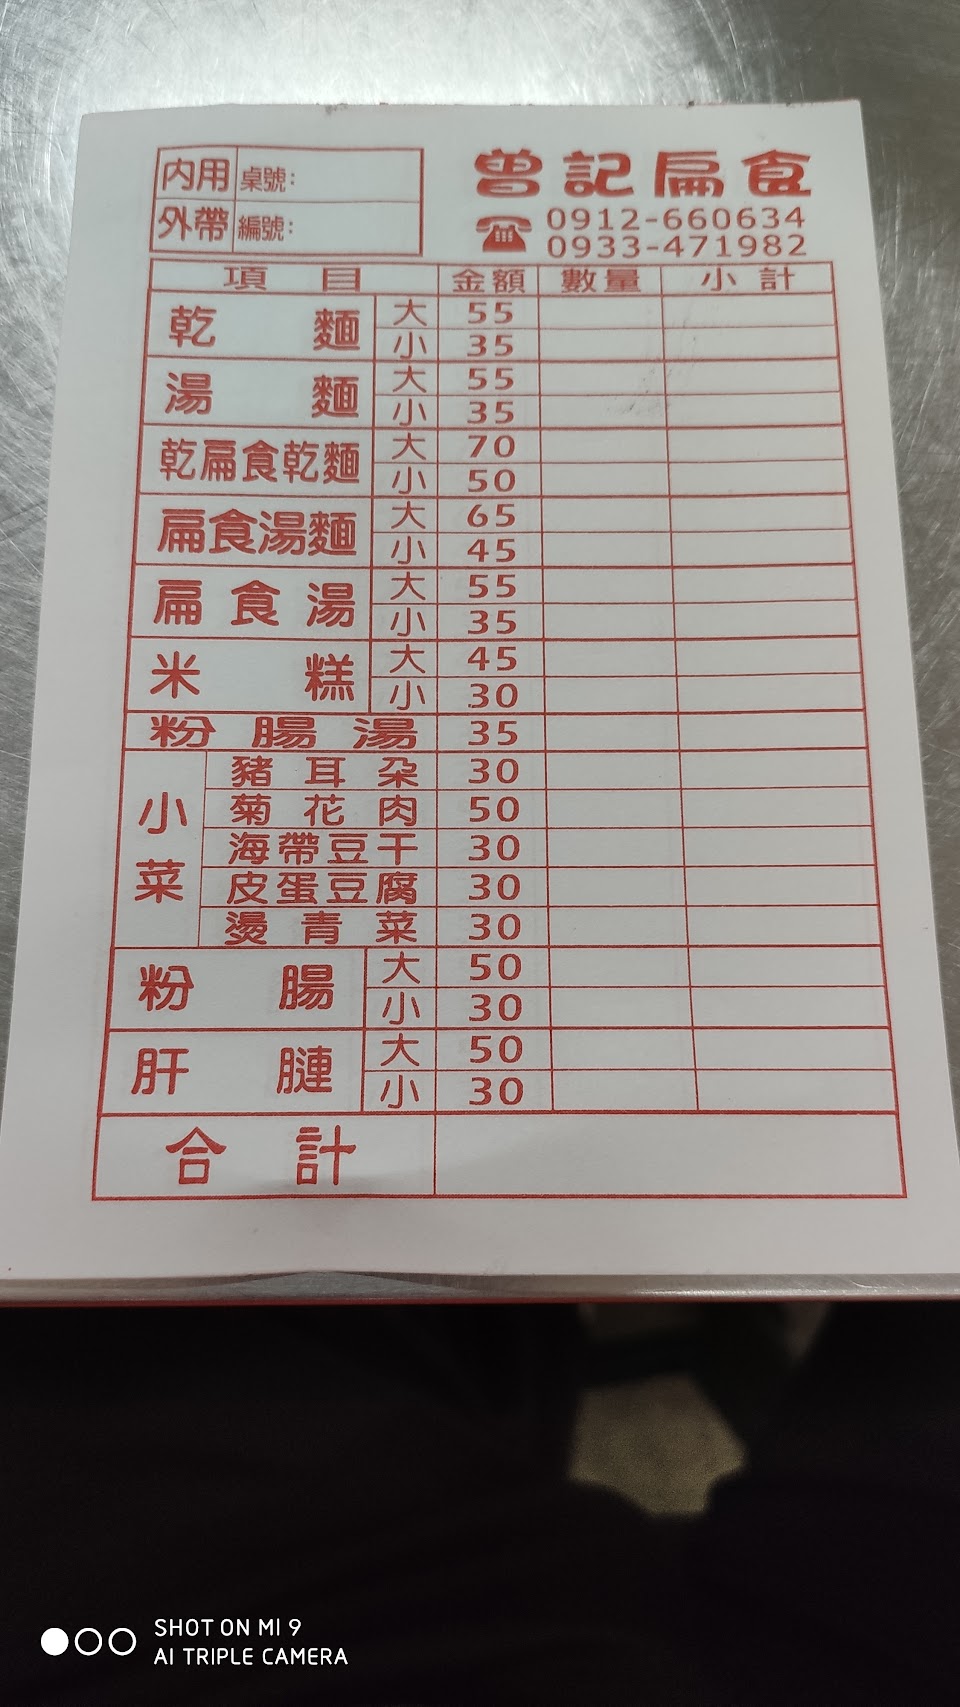 內用 桌號:
外帶 編號:
曾記扁食
0912-660634
0933-471982
項目 金額 數量 小計
乾麵 大 55
小 35
湯麵 大 55
小 35
乾扁食乾麵 大 70
小 50
扁食湯麵 大 65
小 45
扁食湯 大 55
小 35
米糕 大 45
小 30
粉腸湯 35
小菜 豬耳朵 30
菊花肉 50
海帶豆干 30
皮蛋豆腐 30
燙青菜 30
粉腸 大 50
小 30
肝膢 大 50
小 30
合計
SHOT ON MI 9
AI TRIPLE CAMERA